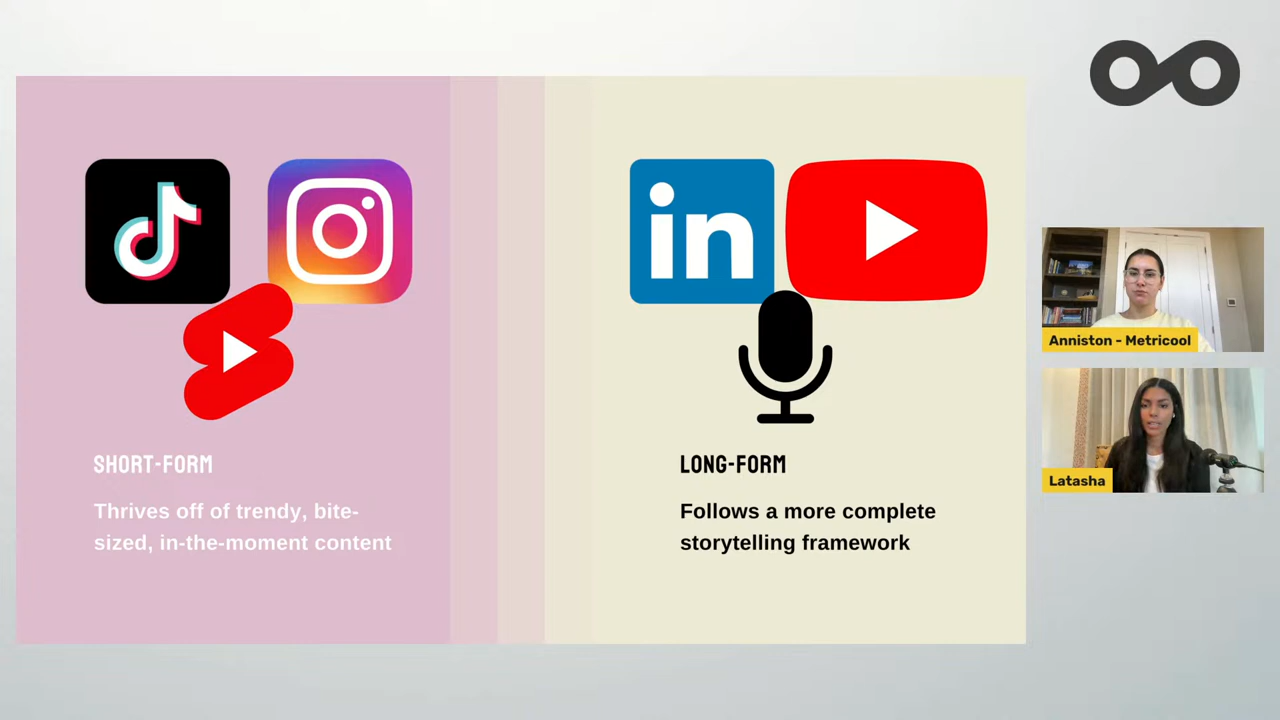 in
SHORT-FORM
Thrives off of trendy, bite-
sized, in-the-moment content
LONG-FORM
Follows a more complete
storytelling framework
Anniston - Metricool
Latasha